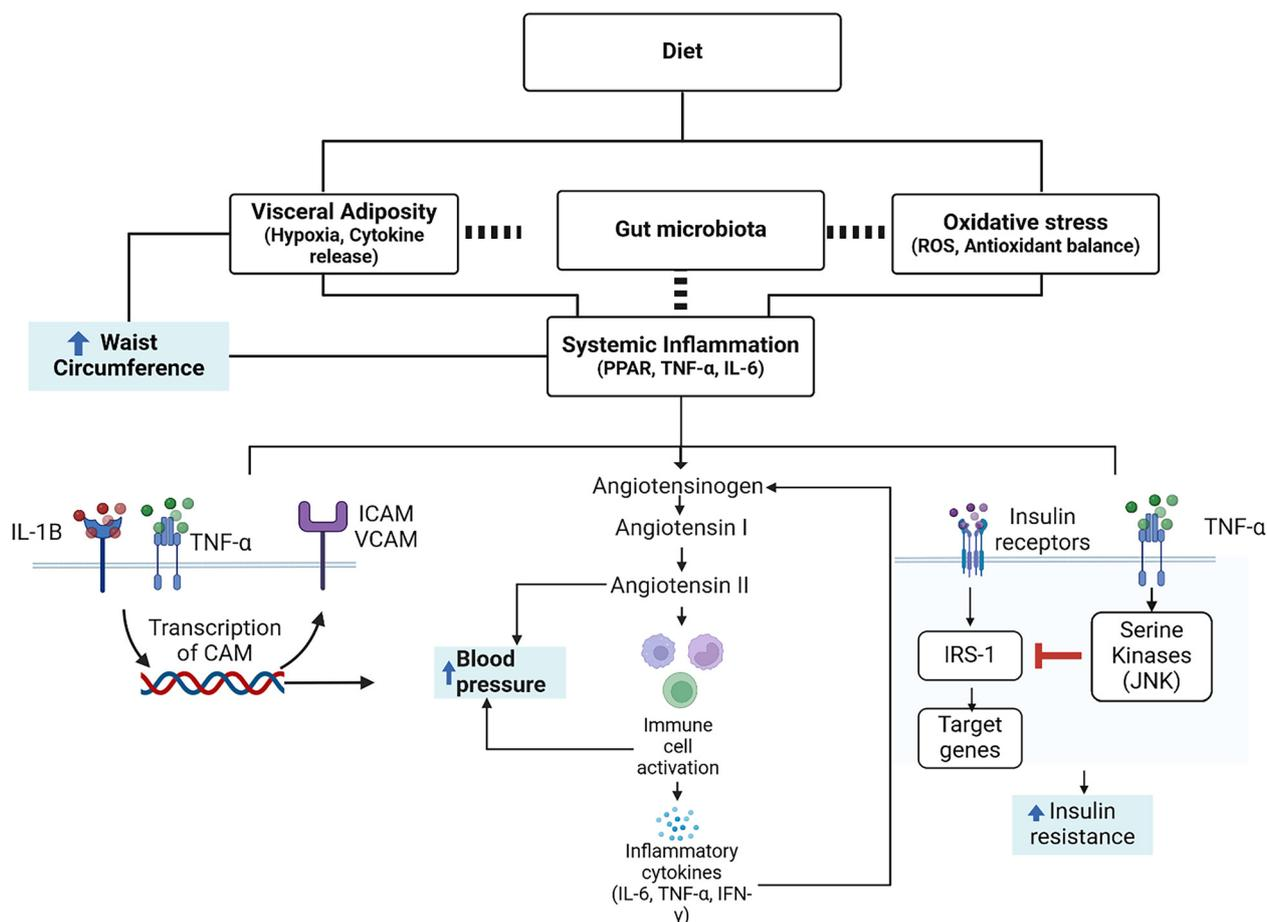 Diet
Visceral Adiposity
(Hypoxia, Cytokine
release)
Gut microbiota
Oxidative stress
(ROS, Antioxidant balance)
Waist
Circumference
Systemic Inflammation
(PPAR, TNF-α, IL-6)
IL-1B
TNF-α
ICAM
VCAM
Transcription
of CAM
Angiotensinogen
Angiotensin I
Angiotensin II
Blood
pressure
Immune
cell
activation
Inflammatory
cytokines
(IL-6, TNF-α, IFN-
γ)
Insulin
receptors
TNF-α
IRS-1
Serine
Kinases
(JNK)
Target
genes
Insulin
resistance